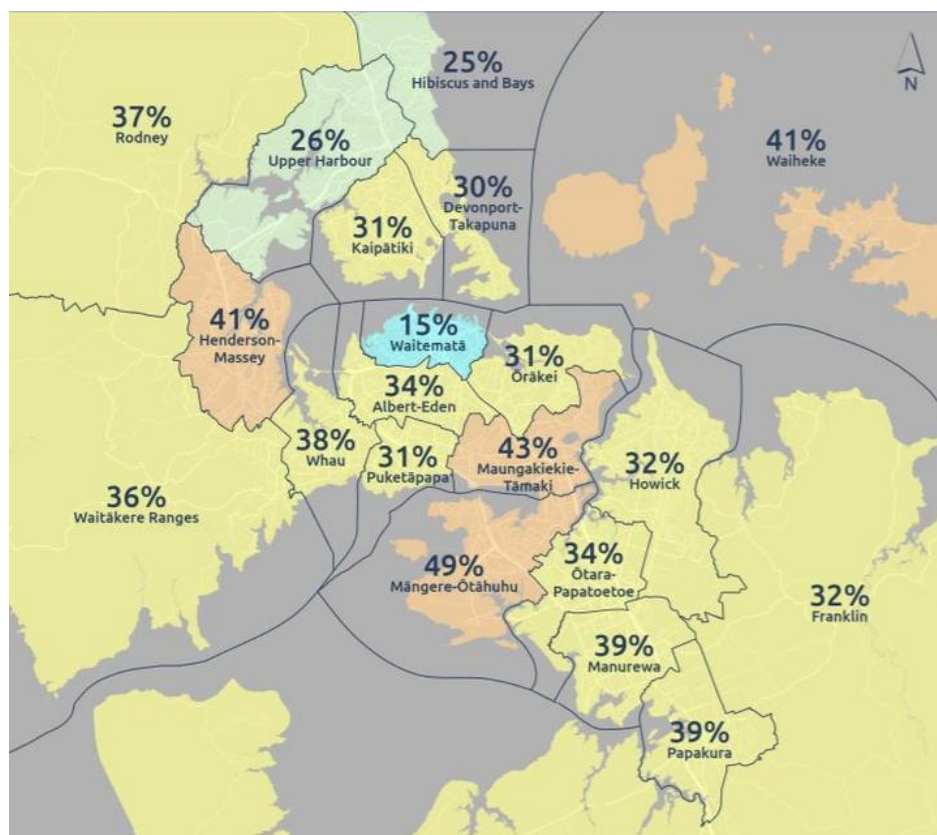 25%
Hibiscus and Bays
N
37%
Rodney
26%
Upper Harbour
41%
Waiheke
30%
Devonport-
Takapuna
31%
Kaipātiki
41%
Henderson-
Massey
15%
Waitematā
31%
Ōrākei
34%
Albert-Eden
38%
Whau
31%
Puketāpapa
43%
Maungakiekie-
Tāmaki
32%
Howick
36%
Waitākere Ranges
49%
Māngere-Ōtāhuhu
34%
Ōtara-
Papatoetoe
32%
Franklin
39%
Manurewa
39%
Papakura